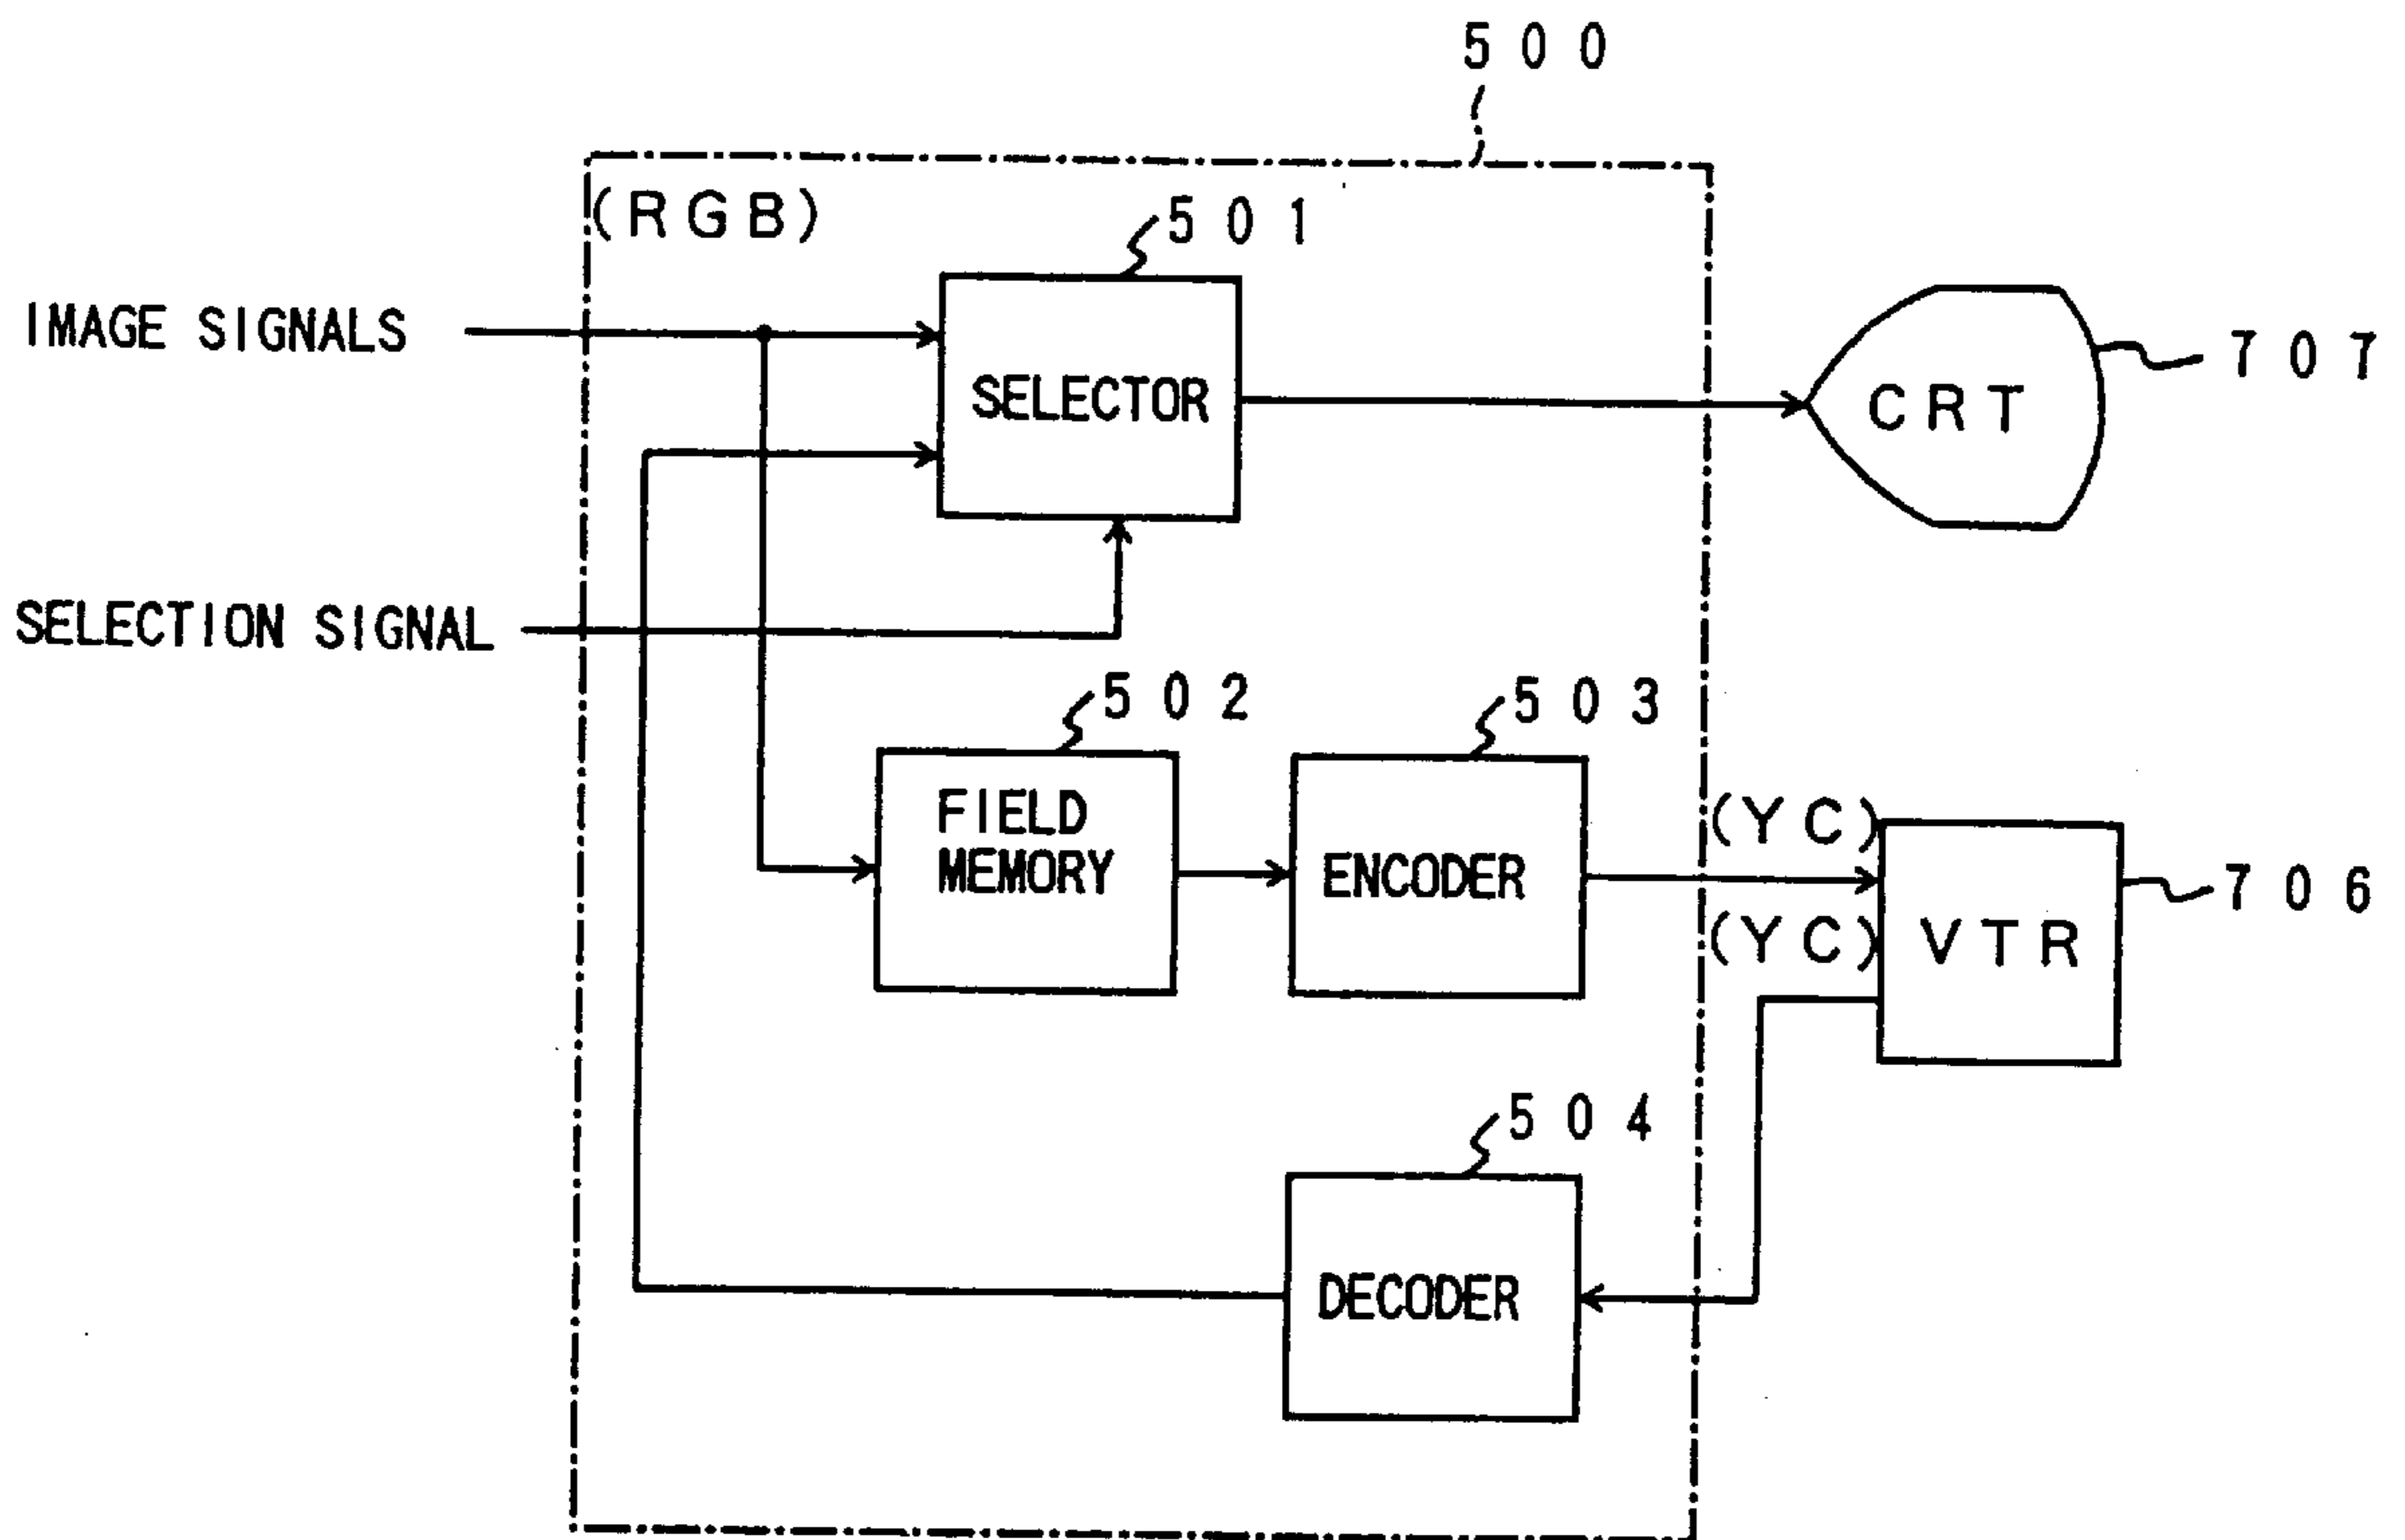 500
(RGB)
501
IMAGE SIGNALS
SELECTOR
707
CRT
SELECTION SIGNAL
502
503
FIELD
MEMORY
ENCODER
(YC)
(YC)
VTR
706
504
DECODER